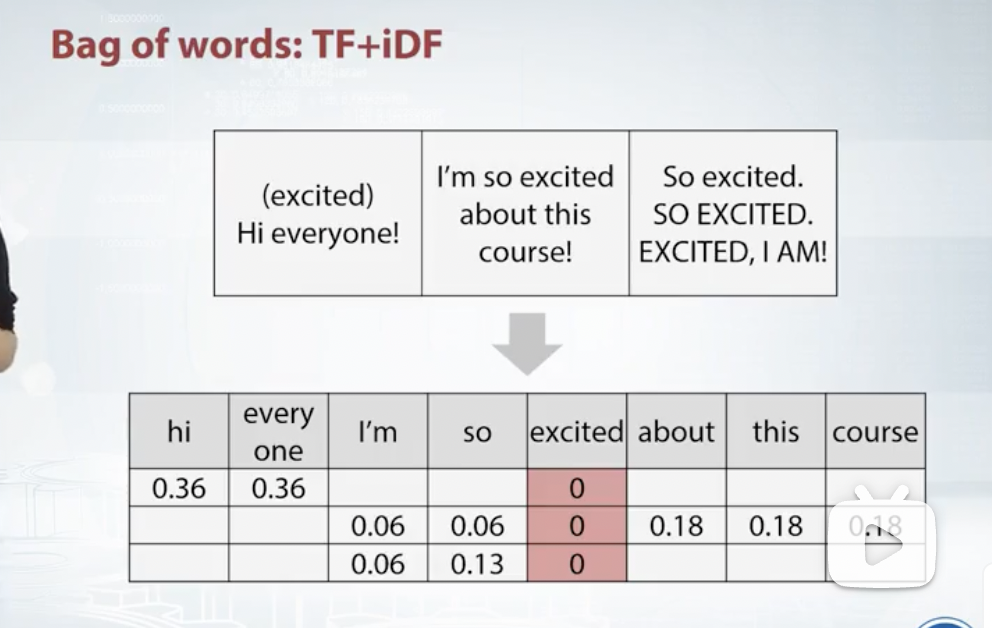 Bag of words: TF+iDF
(excited)
Hi everyone!
I'm so excited
about this
course!
So excited.
SO EXCITED.
EXCITED, I AM!
hi every one I'm so excited about this course
0.36 0.36 0
0.06 0.06 0 0.18 0.18 0.18
0.06 0.13 0